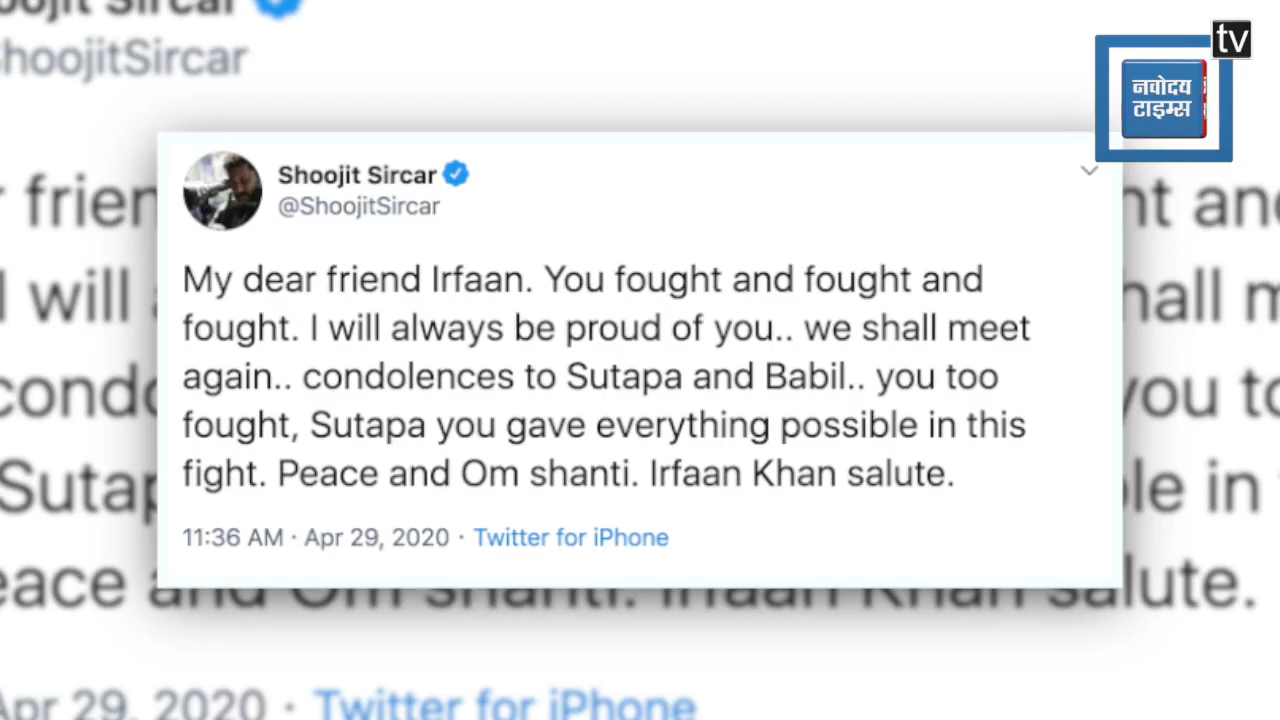 tv
नवोदय
टाइम्स
Shoojit Sircar
@ShoojitSircar
My dear friend Irfaan. You fought and fought and
fought. I will always be proud of you.. we shall meet
again.. condolences to Sutapa and Babil.. you too
fought, Sutapa you gave everything possible in this
fight. Peace and Om shanti. Irfaan Khan salute.
11:36 AM · Apr 29, 2020 · Twitter for iPhone